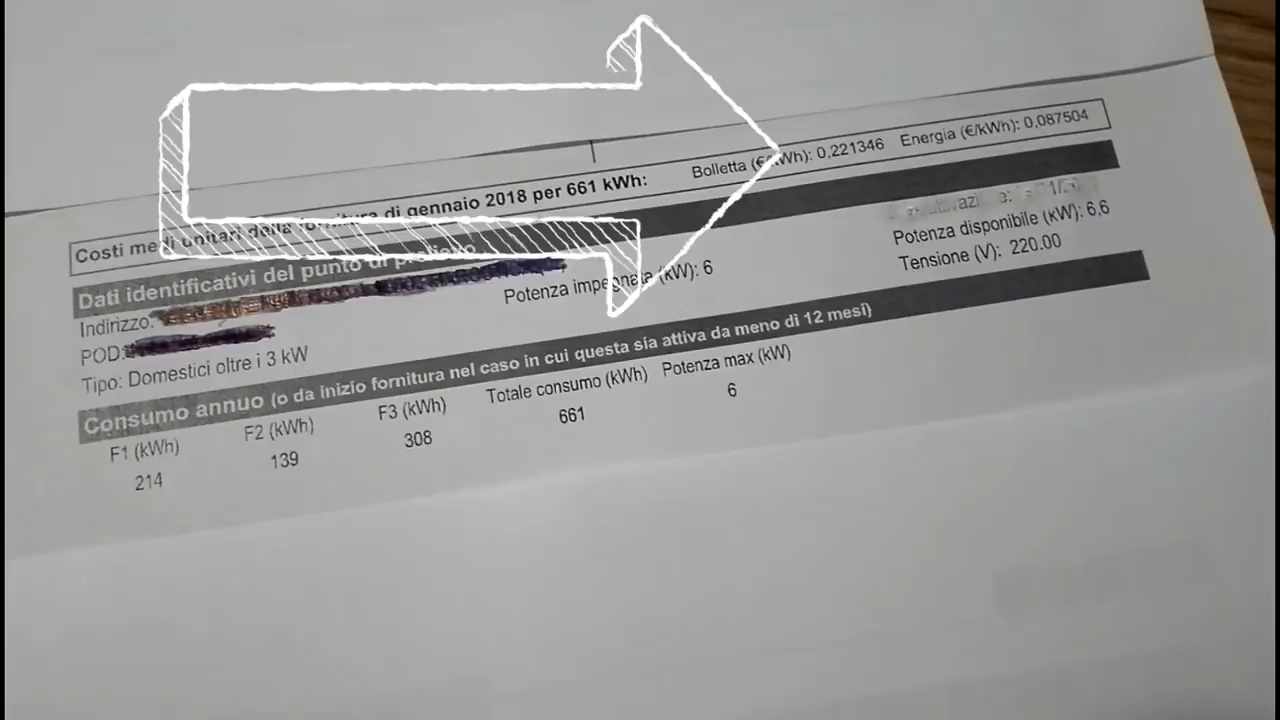 Costi medi unitari della fornitura di gennaio 2018 per 661 kWh: Bolletta (€/kWh): 0,221346 Energia (€/kWh): 0,087504
Dati identificativi del punto di prelievo
Indirizzo:
POD:
Tipo: Domestici oltre i 3 kW
Potenza impegnata (kW): 6
Potenza disponibile (kW): 6,6
Tensione (V): 220.00
Consumo annuo (o da inizio fornitura nel caso in cui questa sia attiva da meno di 12 mesi)
F1 (kWh) F2 (kWh) F3 (kWh) Totale consumo (kWh) Potenza max (kW)
214 139 308 661 6